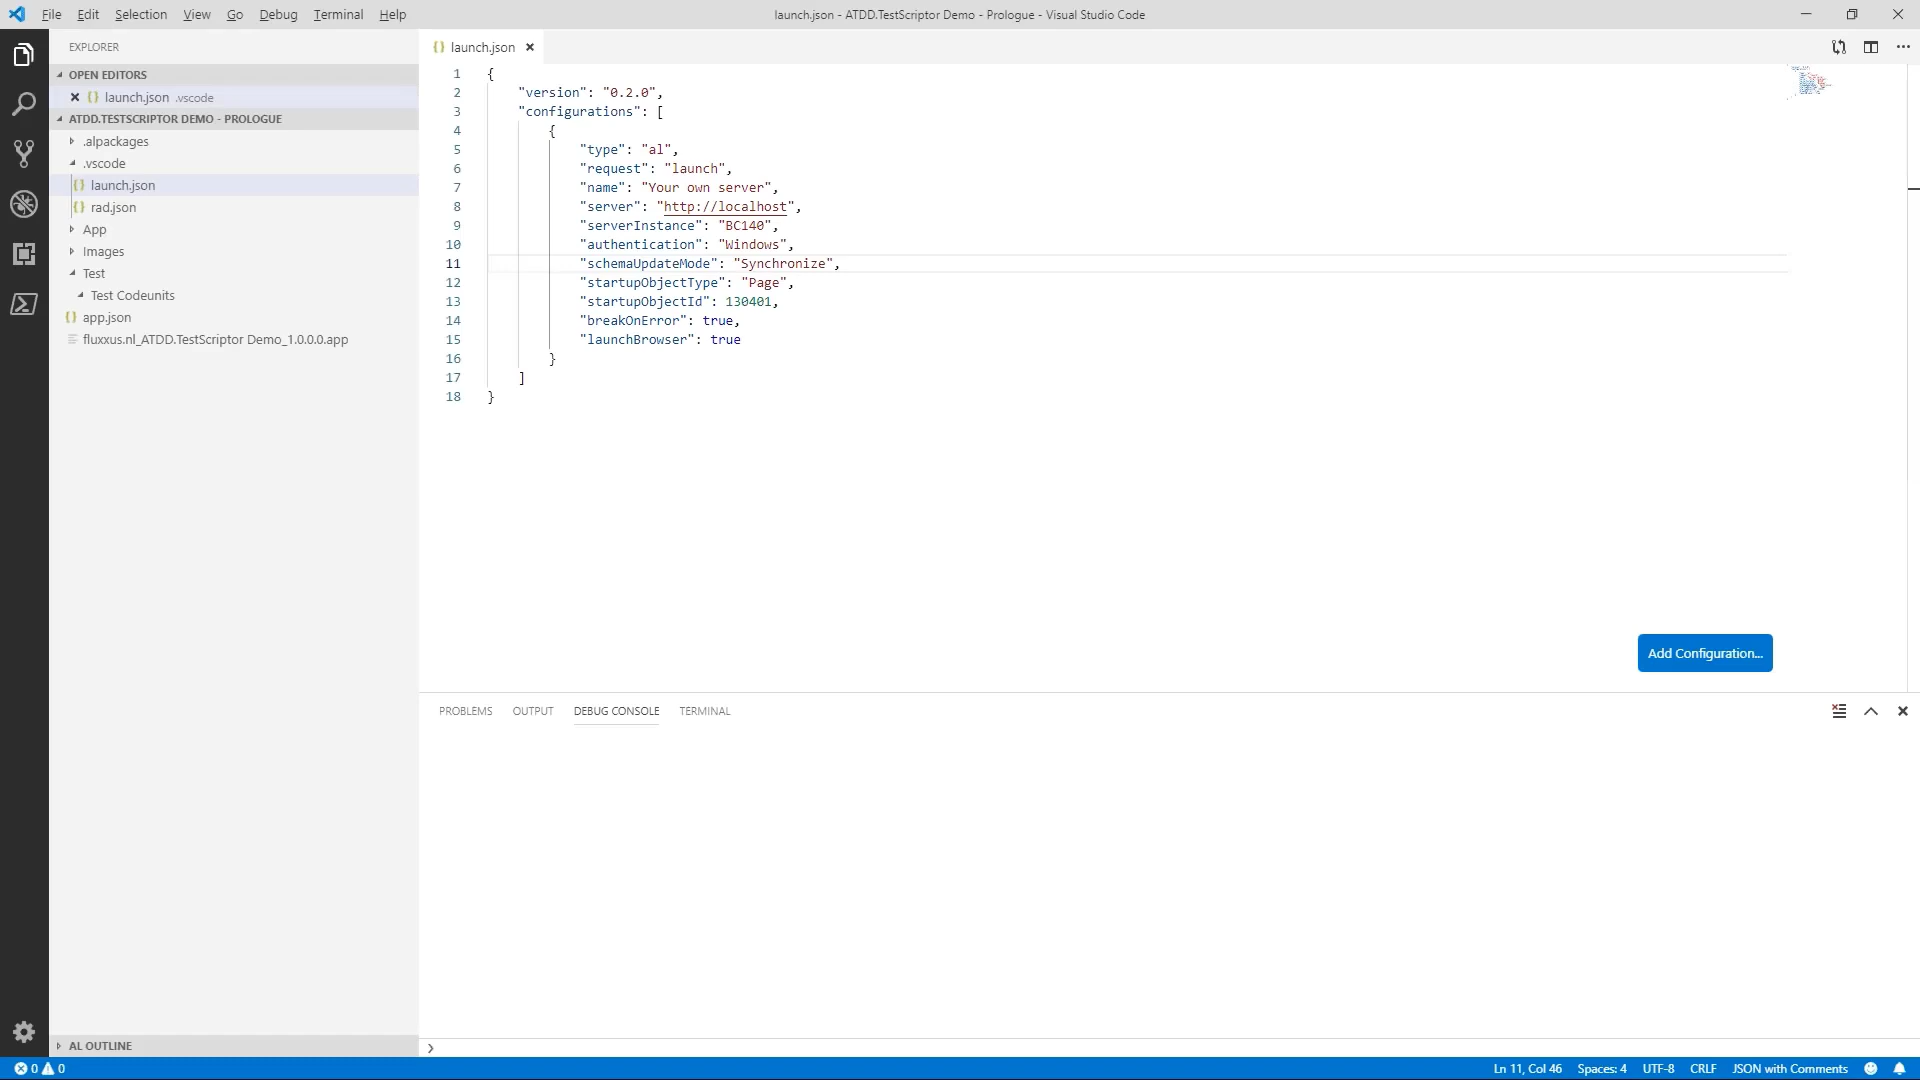 File Edit Selection View Go Debug Terminal Help
launch.json - ATDD.TestScriptor Demo - Prologue - Visual Studio Code
EXPLORER
OPEN EDITORS
launch.json .vscode
ATDD.TESTSCRIPTOR DEMO - PROLOGUE
.alpackages
.vscode
launch.json
rad.json
App
Images
Test
Test Codeunits
app.json
fluxxus.nl_ATDD.TestScriptor Demo_1.0.0.0.app
AL OUTLINE
launch.json
1 {
2 "version": "0.2.0",
3 "configurations": [
4 {
5 "type": "al",
6 "request": "launch",
7 "name": "Your own server",
8 "server": "http://localhost",
9 "serverInstance": "BC140",
10 "authentication": "Windows",
11 "schemaUpdateMode": "Synchronize",
12 "startupObjectType": "Page",
13 "startupObjectId": 130401,
14 "breakOnError": true,
15 "launchBrowser": true
16 }
17 ]
18 }
Add Configuration...
PROBLEMS OUTPUT DEBUG CONSOLE TERMINAL
0 0
Ln 11, Col 46 Spaces: 4 UTF-8 CRLF JSON with Comments